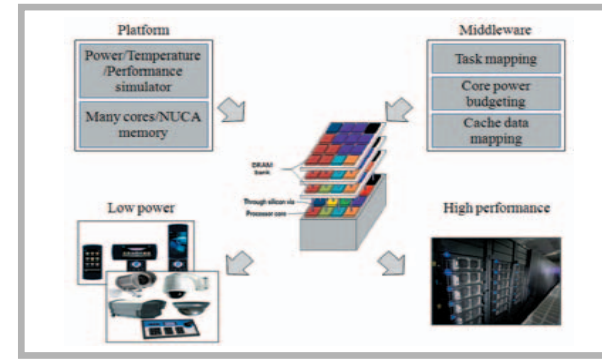 Platform
Power/Temperature
/Performance
simulator
Many cores/NUCA
memory
Middleware
Task mapping
Core power
budgeting
Cache data
mapping
DRAM
bank
Through silicon via
Processor core
Low power
High performance